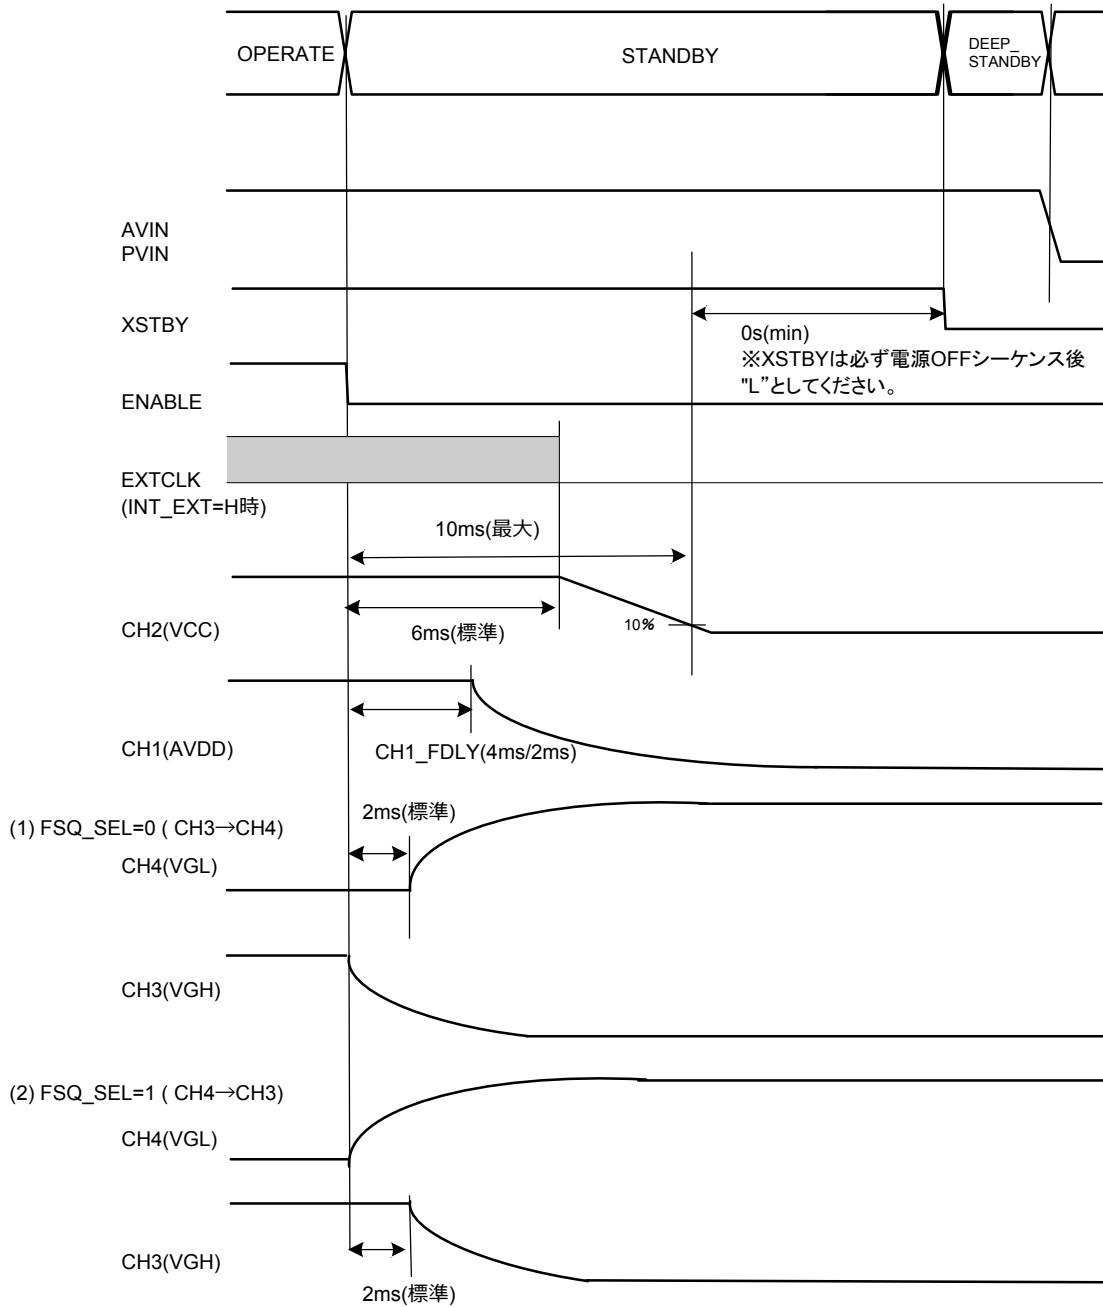 OPERATE
STANDBY
DEEP_
STANDBY
AVIN
PVIN
XSTBY
0s(min)
※XSTBYは必ず電源OFFシーケンス後
"L”としてください。
ENABLE
EXTCLK
(INT_EXT=H時)
10ms(最大)
CH2(VCC)
6ms(標準)
10%
CH1(AVDD)
CH1_FDLY(4ms/2ms)
2ms(標準)
(1) FSQ_SEL=0 ( CH3→CH4)
CH4(VGL)
CH3(VGH)
(2) FSQ_SEL=1 ( CH4→CH3)
CH4(VGL)
CH3(VGH)
2ms(標準)